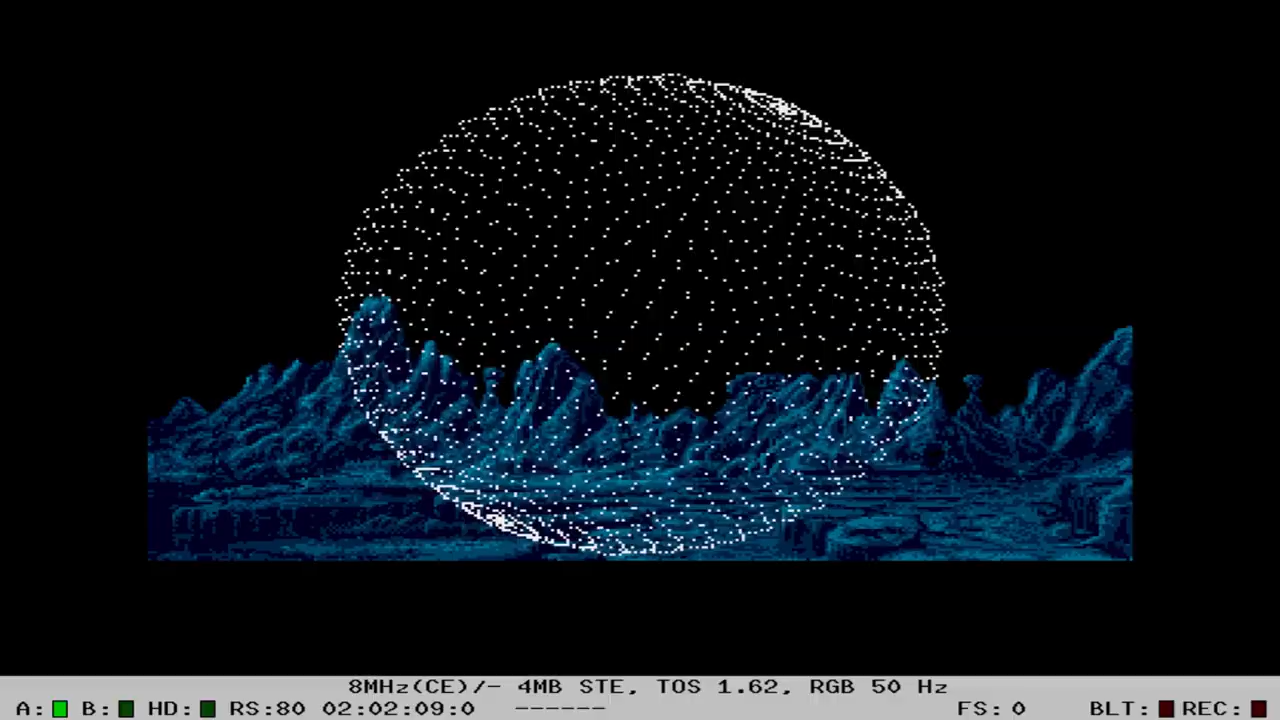 8MHz(CE)/- 4MB STE, TOS 1.62, RGB 50 Hz
A: B: HD: RS:80 02:02:09:0 ------ FS: 0 BLT: REC: